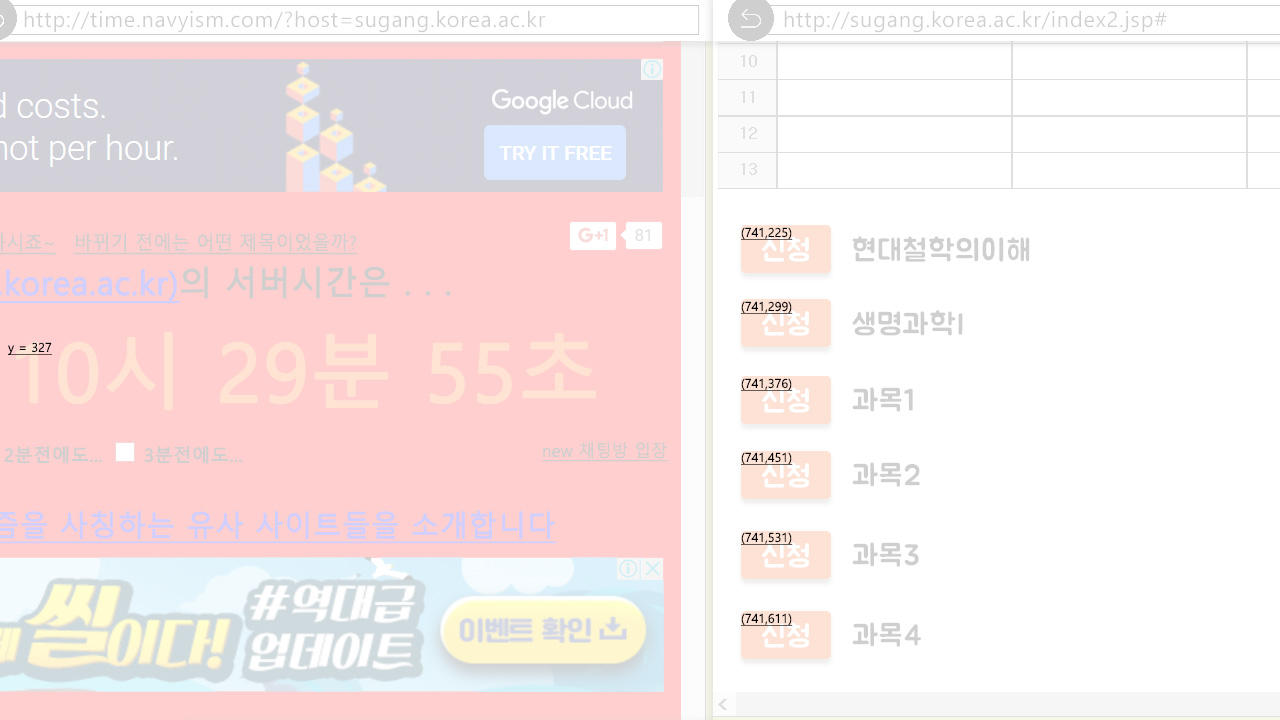 http://time.navyism.com/?host=sugang.korea.ac.kr
d costs.
not per hour.
Google Cloud
TRY IT FREE
바뀌기 전에는 어떤 제목이었을까?
G+1 81
.korea.ac.kr)의 서버시간은 . . .
y = 327
10시 29분 55초
2분전에도... 3분전에도...
new 채팅방 입장
즘을 사칭하는 유사 사이트들을 소개합니다
씰이다!
#역대급
업데이트
이벤트 확인
http://sugang.korea.ac.kr/index2.jsp#
10
11
12
13
(741,225)
신청 현대철학의이해
(741,299)
신청 생명과학I
(741,376)
신청 과목1
(741,451)
신청 과목2
(741,531)
신청 과목3
(741,611)
신청 과목4